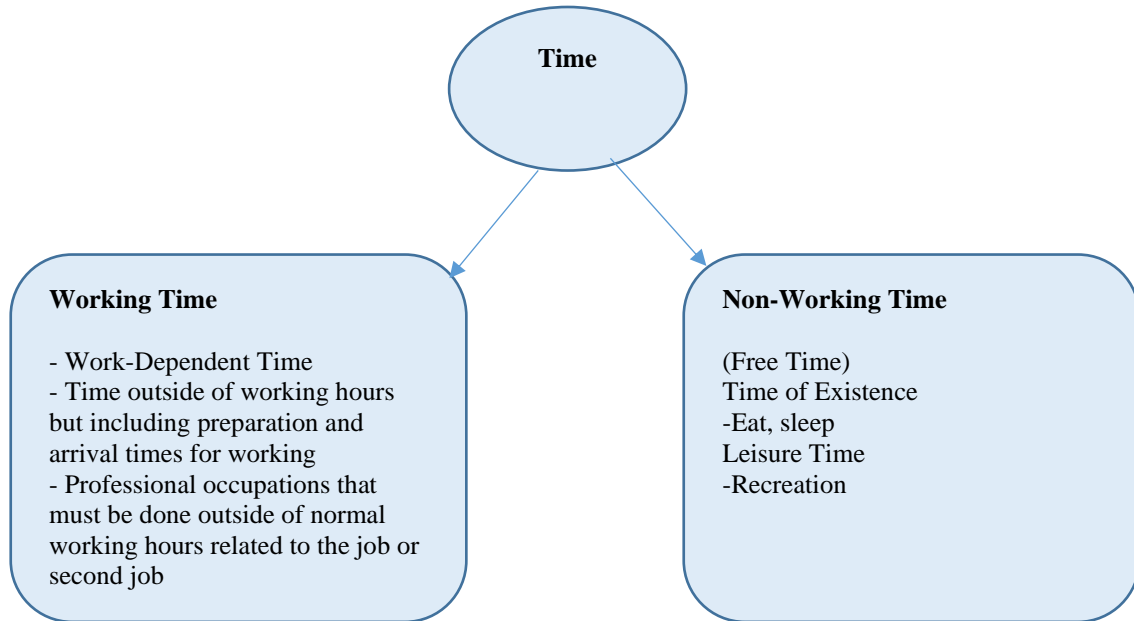 Time
Working Time
- Work-Dependent Time
- Time outside of working hours
but including preparation and
arrival times for working
- Professional occupations that
must be done outside of normal
working hours related to the job or
second job
Non-Working Time
(Free Time)
Time of Existence
-Eat, sleep
Leisure Time
-Recreation